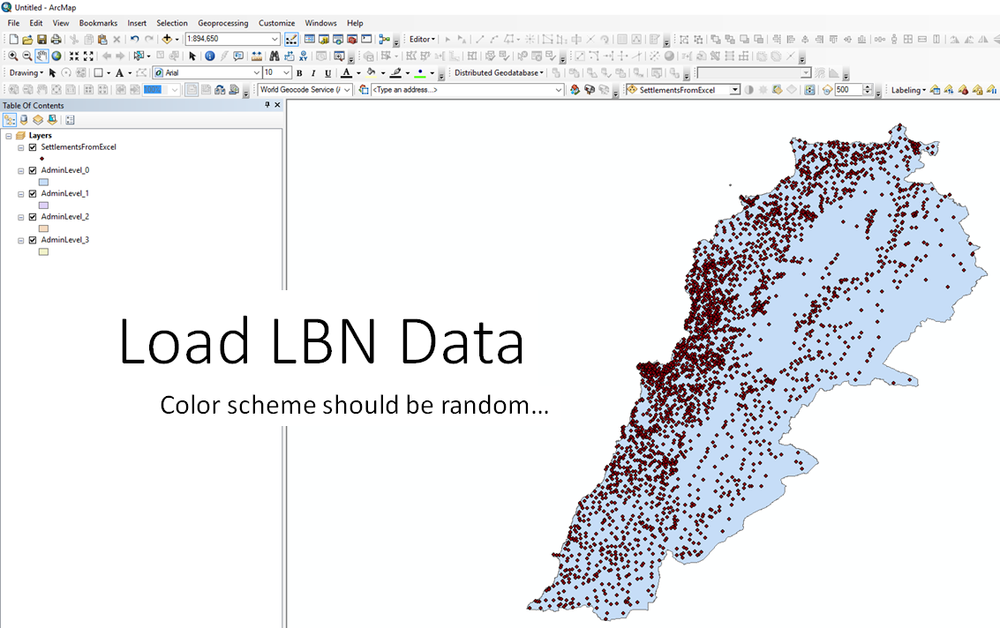 Untitled - ArcMap
File Edit View Bookmarks Insert Selection Geoprocessing Customize Windows Help
1:894,650 Editor
Drawing A Arial 10 B I U A Distributed Geodatabase
100% World Geocode Service (A <Type an address...> SettlementsFromExcel 500 Labeling
Table Of Contents
Layers
SettlementsFromExcel
AdminLevel_0
AdminLevel_1
AdminLevel_2
AdminLevel_3
Load LBN Data
Color scheme should be random...